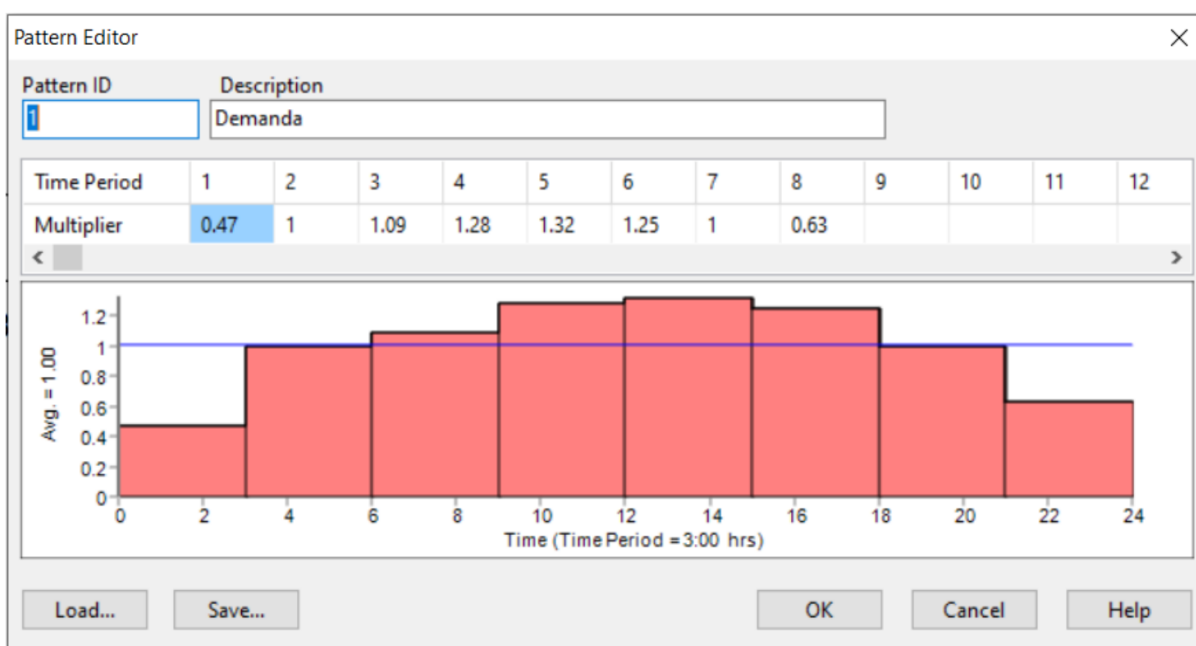 Pattern Editor
Pattern ID Description
1 Demanda
Time Period 1 2 3 4 5 6 7 8 9 10 11 12
Multiplier 0.47 1 1.09 1.28 1.32 1.25 1 0.63
1.2
1
0.8
0.6
0.4
0.2
0
Avg. = 1.00
0 2 4 6 8 10 12 14 16 18 20 22 24
Time (Time Period = 3:00 hrs)
Load... Save... OK Cancel Help